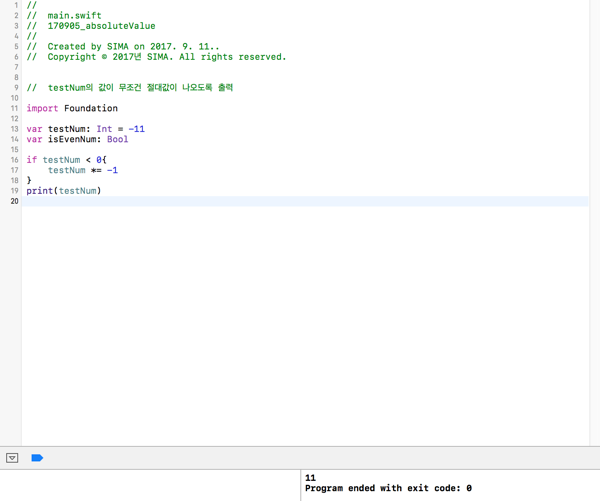 1 //
2 //  main.swift
3 //  170905_absoluteValue
4 //
5 //  Created by SIMA on 2017. 9. 11..
6 //  Copyright © 2017년 SIMA. All rights reserved.
7
8
9 //  testNum의 값이 무조건 절대값이 나오도록 출력
10
11 import Foundation
12
13 var testNum: Int = -11
14 var isEvenNum: Bool
15
16 if testNum < 0{
17     testNum *= -1
18 }
19 print(testNum)
20
11
Program ended with exit code: 0